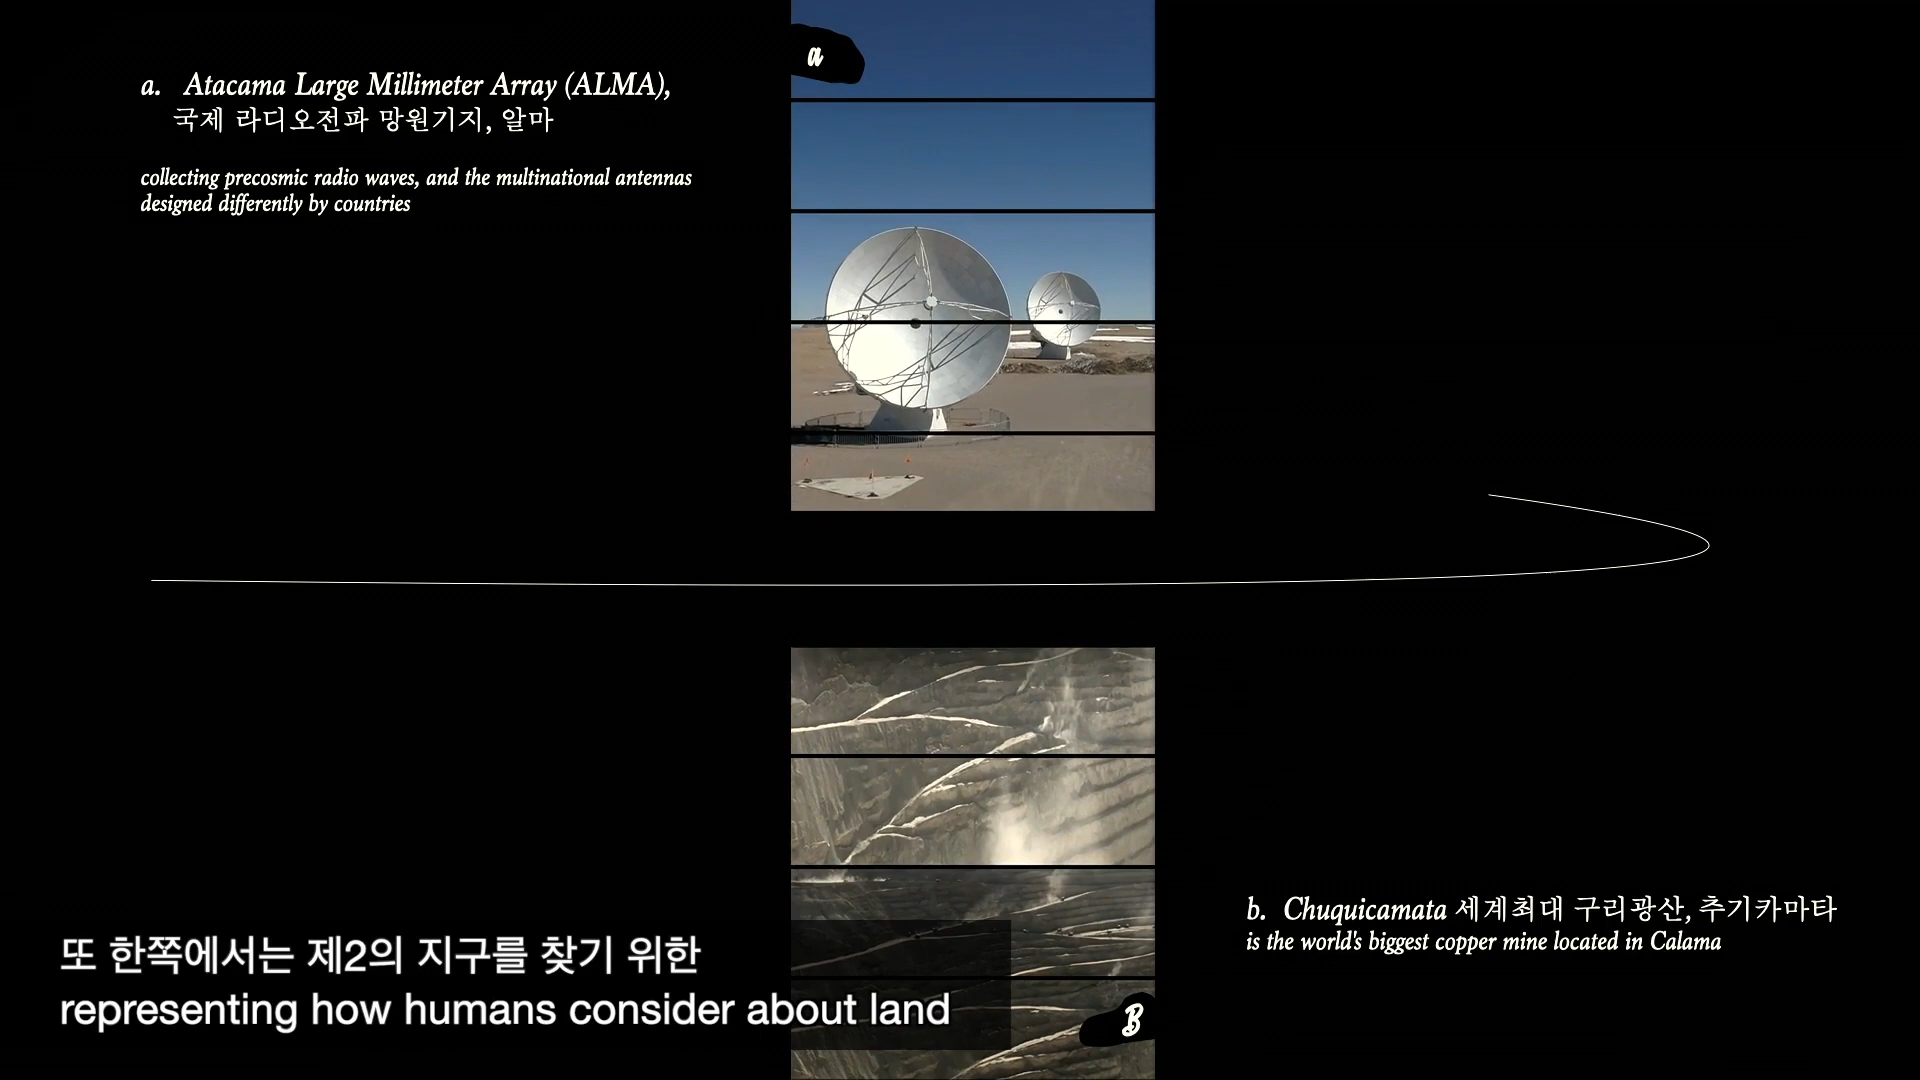 a
a. Atacama Large Millimeter Array (ALMA),
국제 라디오전파 망원기지, 알마
collecting precosmic radio waves, and the multinational antennas
designed differently by countries
b. Chuquicamata 세계최대 구리광산, 추기카마타
is the world's biggest copper mine located in Calama
또 한쪽에서는 제2의 지구를 찾기 위한
representing how humans consider about land
B